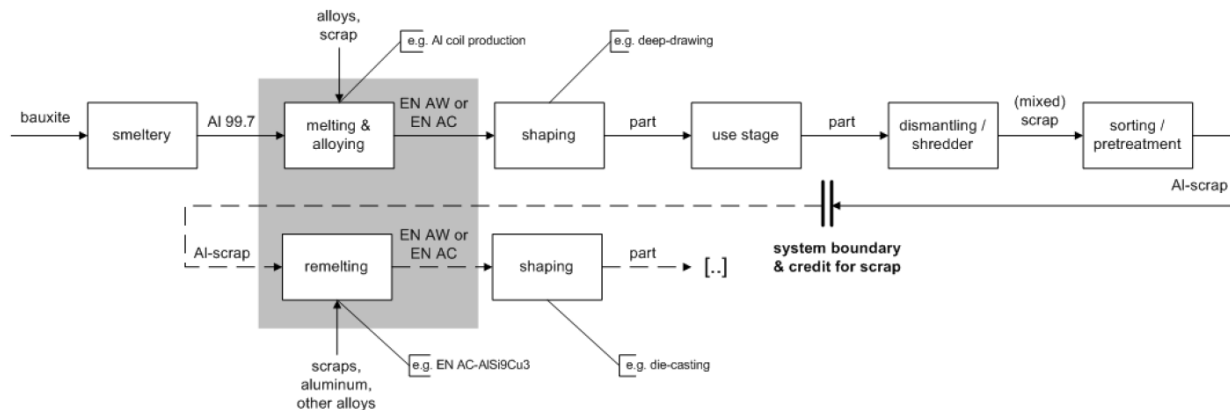 alloys,
scrap
e.g. Al coil production
e.g. deep-drawing
bauxite
smeltery
Al 99.7
melting &
alloying
EN AW or
EN AC
shaping
part
use stage
part
dismantling /
shredder
(mixed)
scrap
sorting /
pretreatment
Al-scrap
system boundary
& credit for scrap
Al-scrap
remelting
EN AW or
EN AC
shaping
part
[..]
scraps,
aluminum,
other alloys
e.g. EN AC-AlSi9Cu3
e.g. die-casting